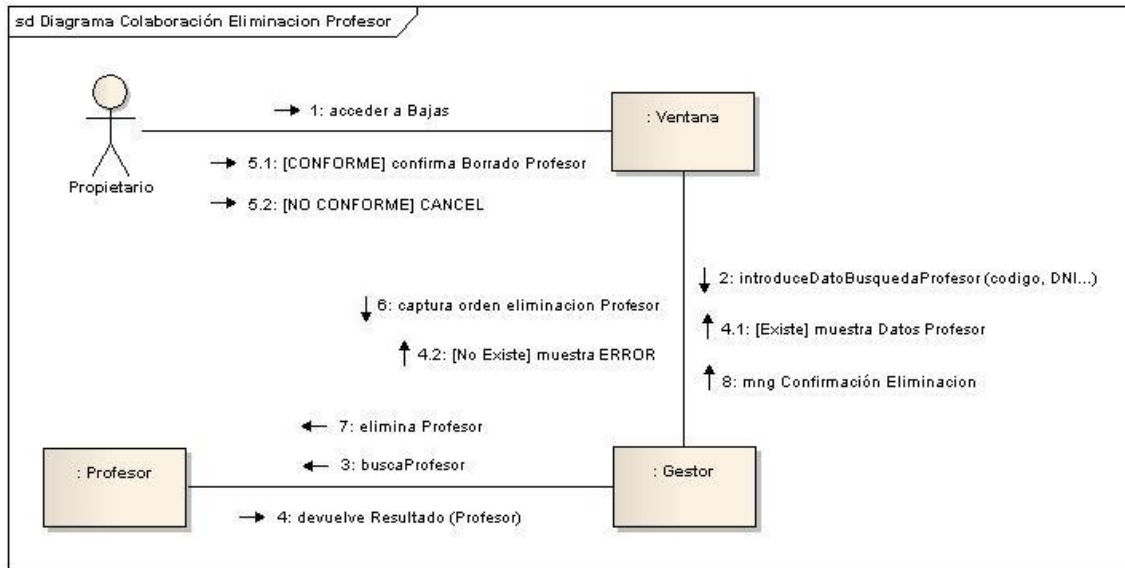 sd Diagrama Colaboración Eliminacion Profesor
1: acceder a Bajas
: Ventana
5.1: [CONFORME] confirma Borrado Profesor
Propietario
5.2: [NO CONFORME] CANCEL
2: introduceDatoBusquedaProfesor (codigo, DNI...)
6: captura orden eliminacion Profesor
4.1: [Existe] muestra Datos Profesor
4.2: [No Existe] muestra ERROR
8: mng Confirmación Eliminacion
7: elimina Profesor
: Profesor
3: buscaProfesor
: Gestor
4: devuelve Resultado (Profesor)